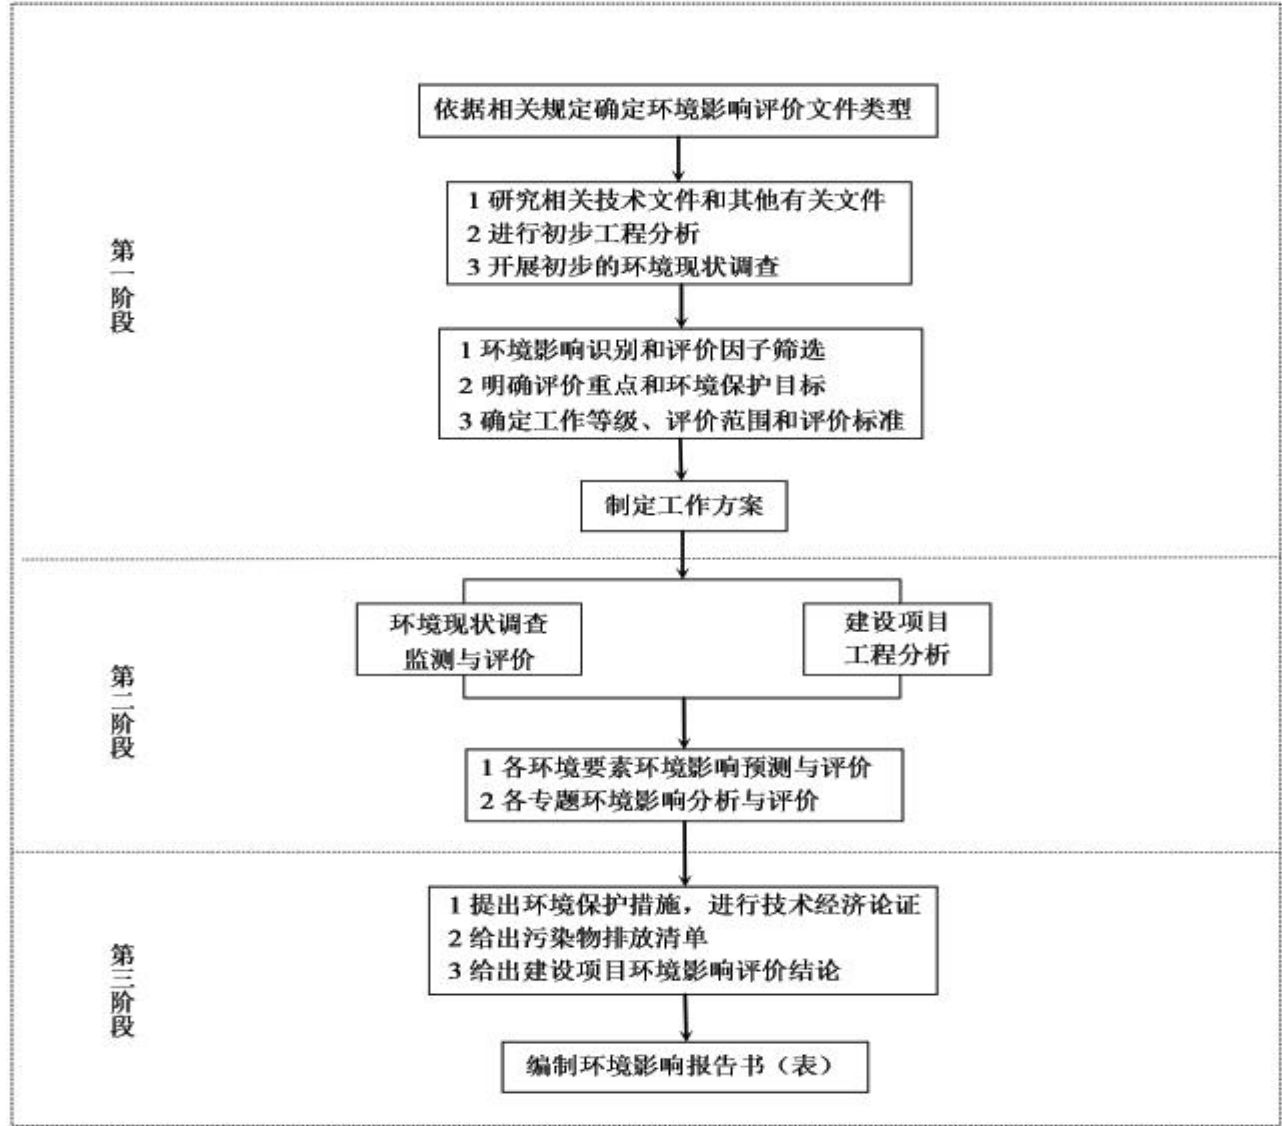 依据相关规定确定环境影响评价文件类型
1 研究相关技术文件和其他有关文件
2 进行初步工程分析
3 开展初步的环境现状调查
第一阶段
1 环境影响识别和评价因子筛选
2 明确评价重点和环境保护目标
3 确定工作等级、评价范围和评价标准
制定工作方案
环境现状调查
监测与评价
建设项目
工程分析
第二阶段
1 各环境要素环境影响预测与评价
2 各专题环境影响分析与评价
1 提出环境保护措施，进行技术经济论证
2 给出污染物排放清单
3 给出建设项目环境影响评价结论
第三阶段
编制环境影响报告书（表）